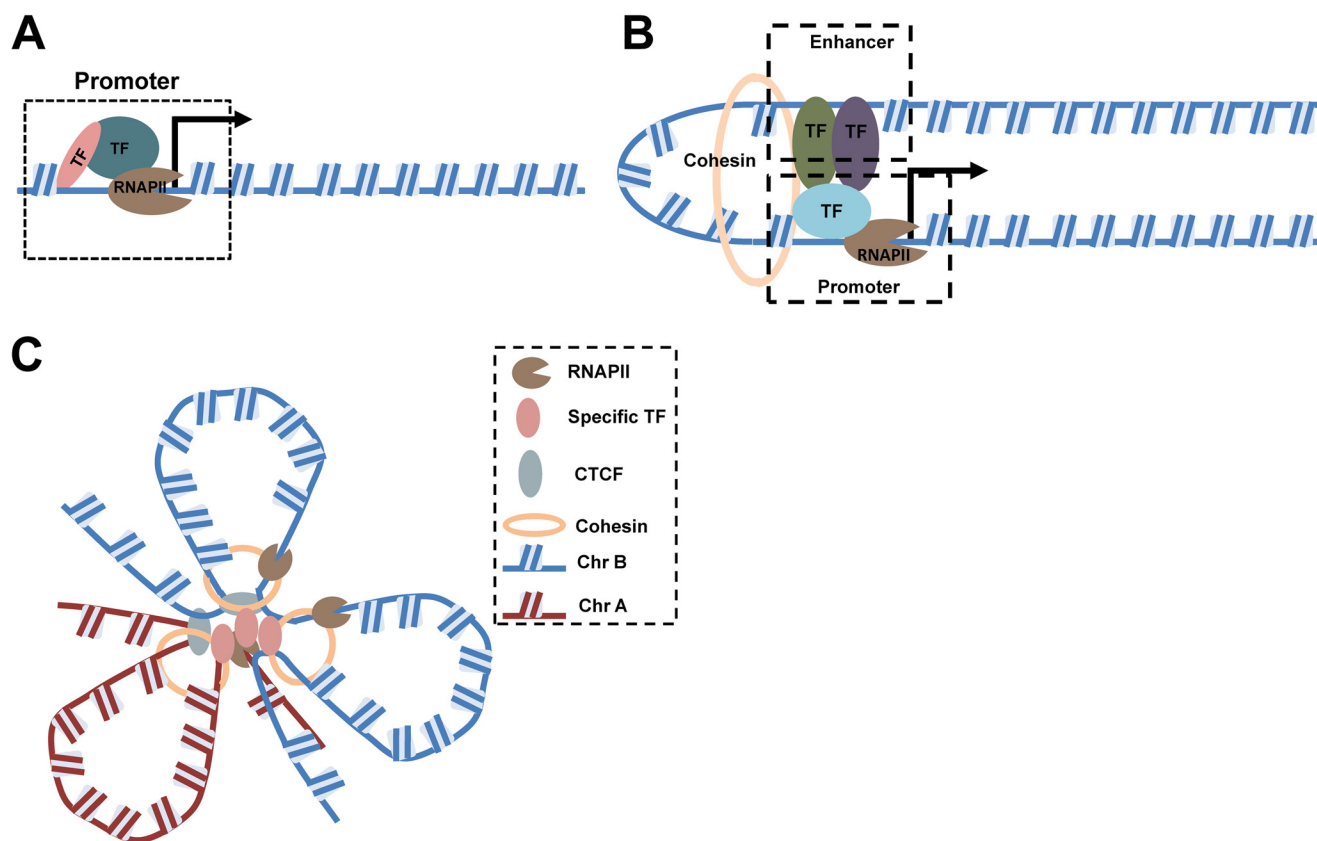 A
Promoter
TF
TF
RNAPII
B
Enhancer
TF
TF
Cohesin
TF
RNAPII
Promoter
C
RNAPII
Specific TF
CTCF
Cohesin
Chr B
Chr A